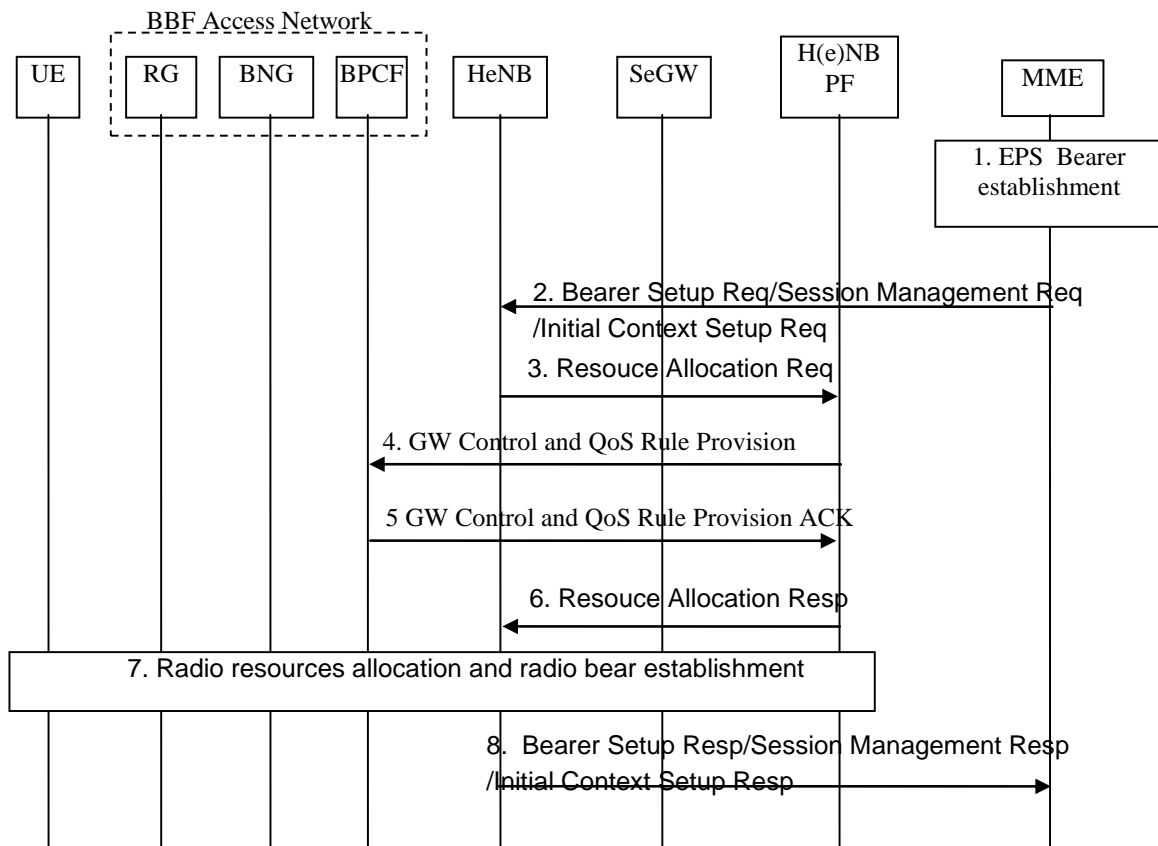 BBF Access Network
UE
RG
BNG
BPCF
HeNB
SeGW
H(e)NB
PF
MME
1. EPS Bearer
establishment
2. Bearer Setup Req/Session Management Req
/Initial Context Setup Req
3. Resouce Allocation Req
4. GW Control and QoS Rule Provision
5 GW Control and QoS Rule Provision ACK
6. Resouce Allocation Resp
7. Radio resources allocation and radio bear establishment
8. Bearer Setup Resp/Session Management Resp
/Initial Context Setup Resp